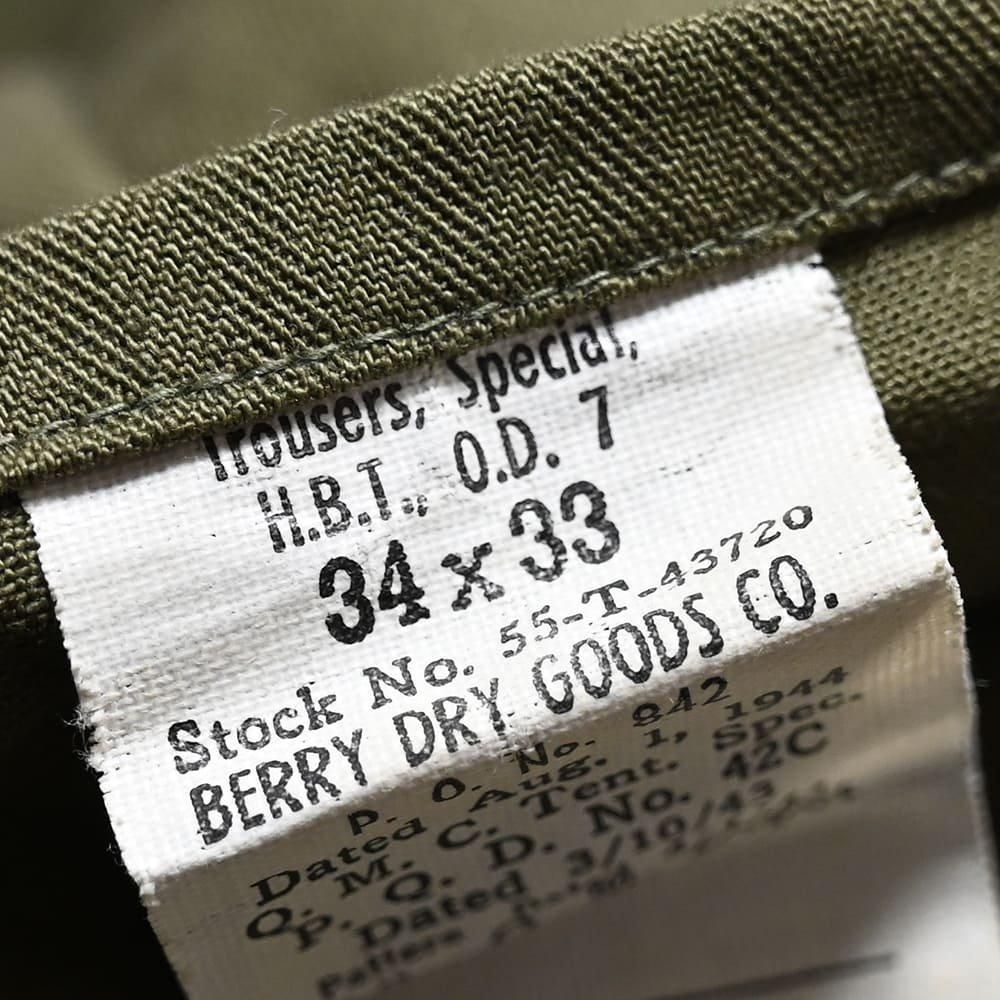 Trousers, Special,
H.B.T., O.D. 7
34 x 33
Stock No. 55-T-43720
BERRY DRY GOODS CO.
P. O. No. 842
Dated Aug. 1, 1944
Q. M. C. Tent. Spec.
P. Q. D. No. 42C
Dated 3/10/43